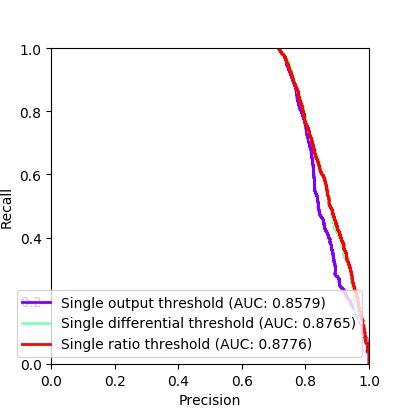 1.0
0.8
0.6
0.4
0.2
0.0
Recall
Single output threshold (AUC: 0.8579)
Single differential threshold (AUC: 0.8765)
Single ratio threshold (AUC: 0.8776)
0.0 0.2 0.4 0.6 0.8 1.0
Precision